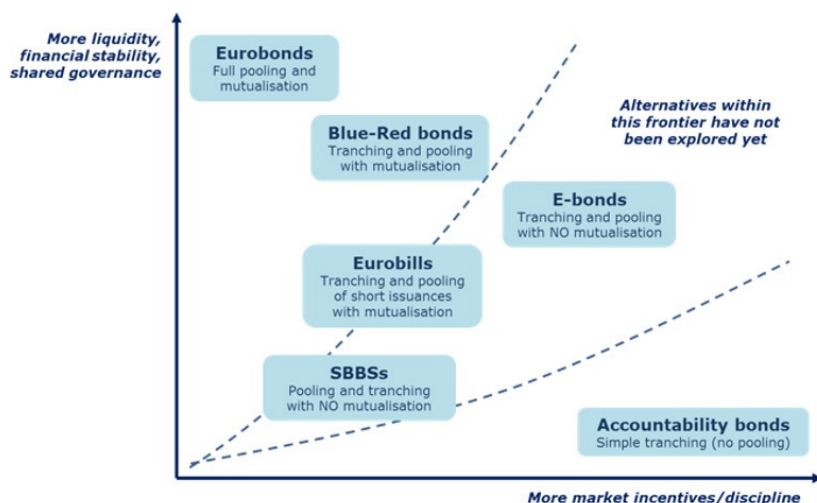 More liquidity,
financial stability,
shared governance
Eurobonds
Full pooling and
mutualisation
Blue-Red bonds
Tranching and pooling
with mutualisation
Alternatives within
this frontier have not
been explored yet
E-bonds
Tranching and pooling
with NO mutualisation
Eurobills
Tranching and pooling
of short issuances
with mutualisation
SBBSs
Pooling and tranching
with NO mutualisation
Accountability bonds
Simple tranching (no pooling)
More market incentives/discipline